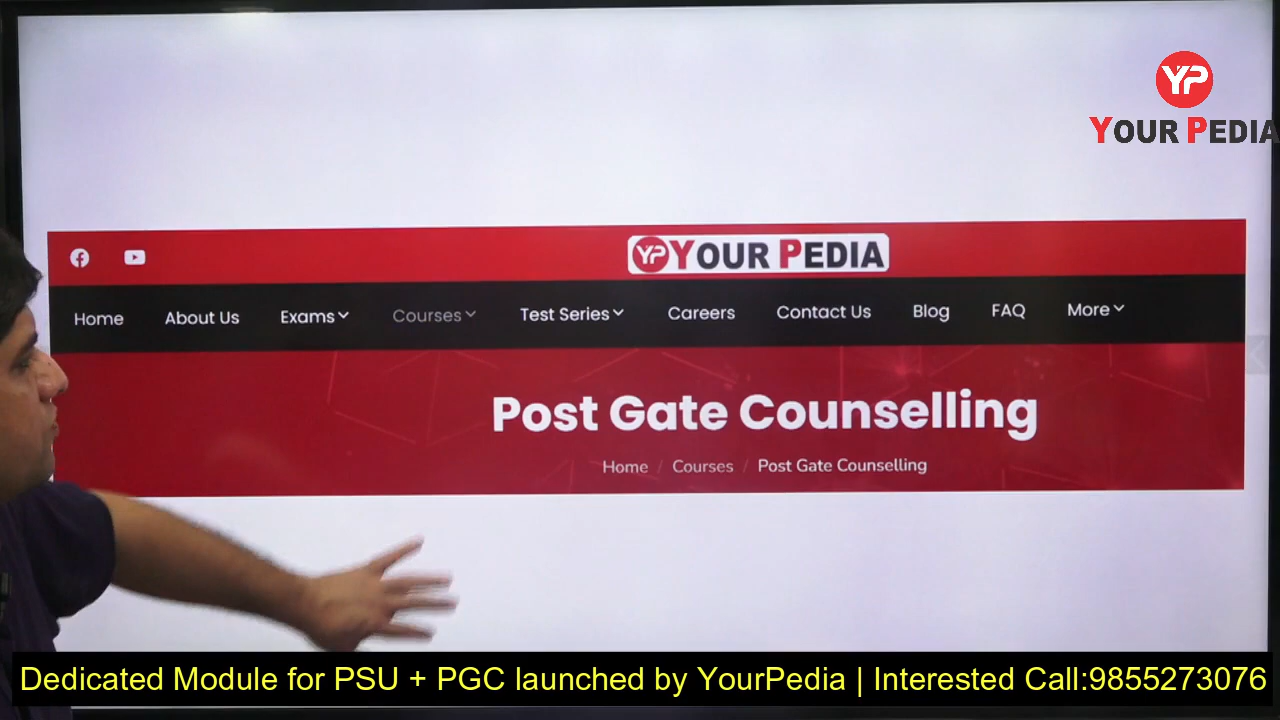 YP
YOUR PEDIA
YP YOUR PEDIA
Home About Us Exams Courses Test Series Careers Contact Us Blog FAQ More
Post Gate Counselling
Home / Courses / Post Gate Counselling
Dedicated Module for PSU + PGC launched by YourPedia | Interested Call:9855273076